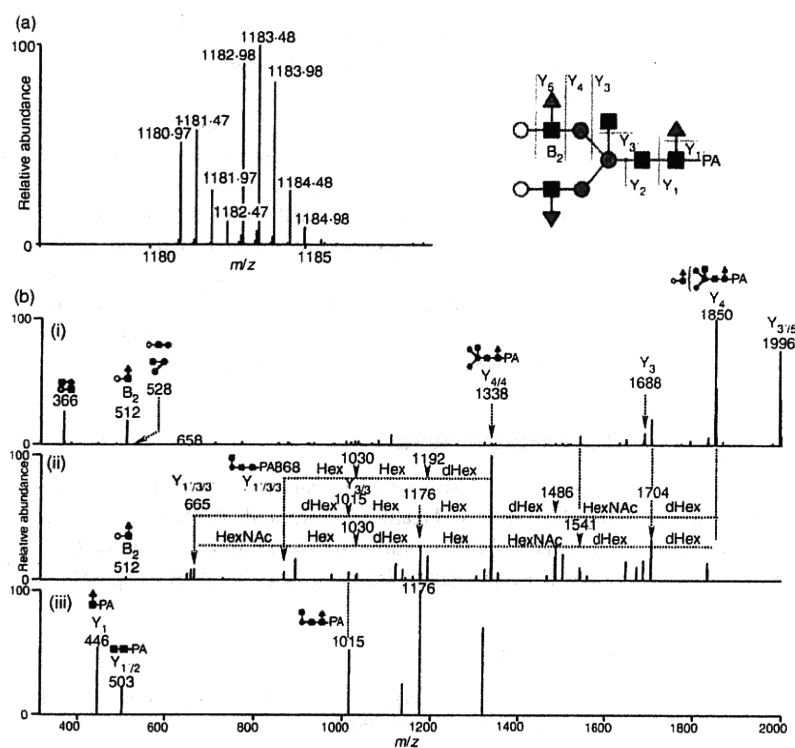 (a)
Relative abundance
100
0
1180·97
1181·47
1181·97
1182·47
1182·98
1183·48
1183·98
1184·48
1184·98
1180
1185
m/z
Y5 Y4 Y3
B2
Y3
Y1
PA
Y2 Y1
(b)
(i)
100
0
366
B2
512
528
658
PA
Y4/4
1338
Y3
1688
PA
Y4
1850
Y3''/5
1996
(ii)
Relative abundance
100
0
B2
512
Y1''/3/3
665
PA868
Y1''/3/3
Hex 1030 Hex 1192 dHex
Y3/3
dHex 1015 Hex 1176 Hex dHex 1486 HexNAc 1704 dHex
HexNAc 1030 Hex dHex Hex HexNAc 1541 dHex dHex
(iii)
100
0
PA
Y1
446
PA
Y1''/2
503
PA
1015
1176
400 600 800 1000 1200 1400 1600 1800 2000
m/z